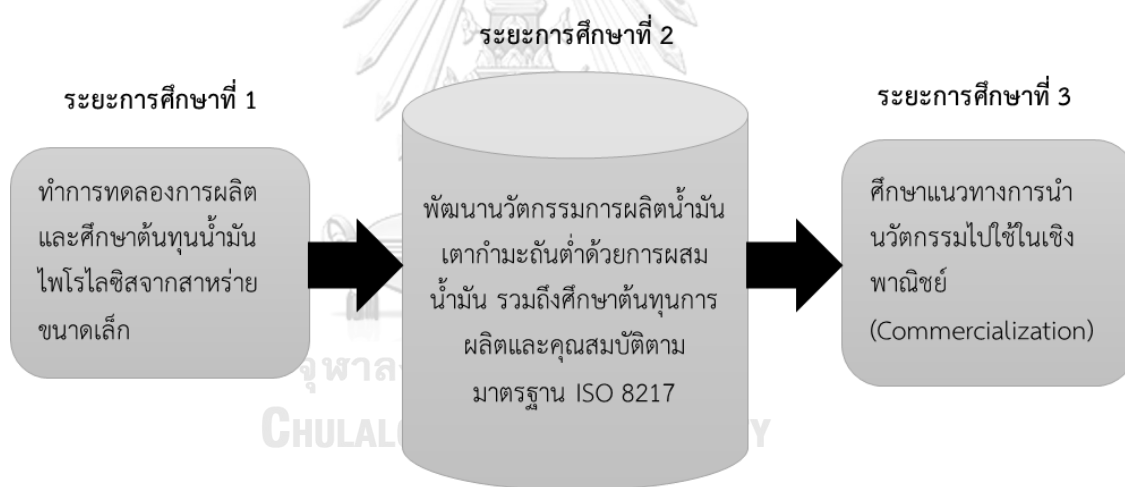 ระยะการศึกษาที่ 1
ทำการทดลองการผลิต
และศึกษาต้นทุนน้ำมัน
ไพโรไลซิสจากสาหร่าย
ขนาดเล็ก
ระยะการศึกษาที่ 2
พัฒนานวัตกรรมการผลิตน้ำมัน
เตากำมะถันต่ำด้วยการผสม
น้ำมัน รวมถึงศึกษาต้นทุนการ
ผลิตและคุณสมบัติตาม
มาตรฐาน ISO 8217
ระยะการศึกษาที่ 3
ศึกษาแนวทางการนำ
นวัตกรรมไปใช้ในเชิง
พาณิชย์
(Commercialization)